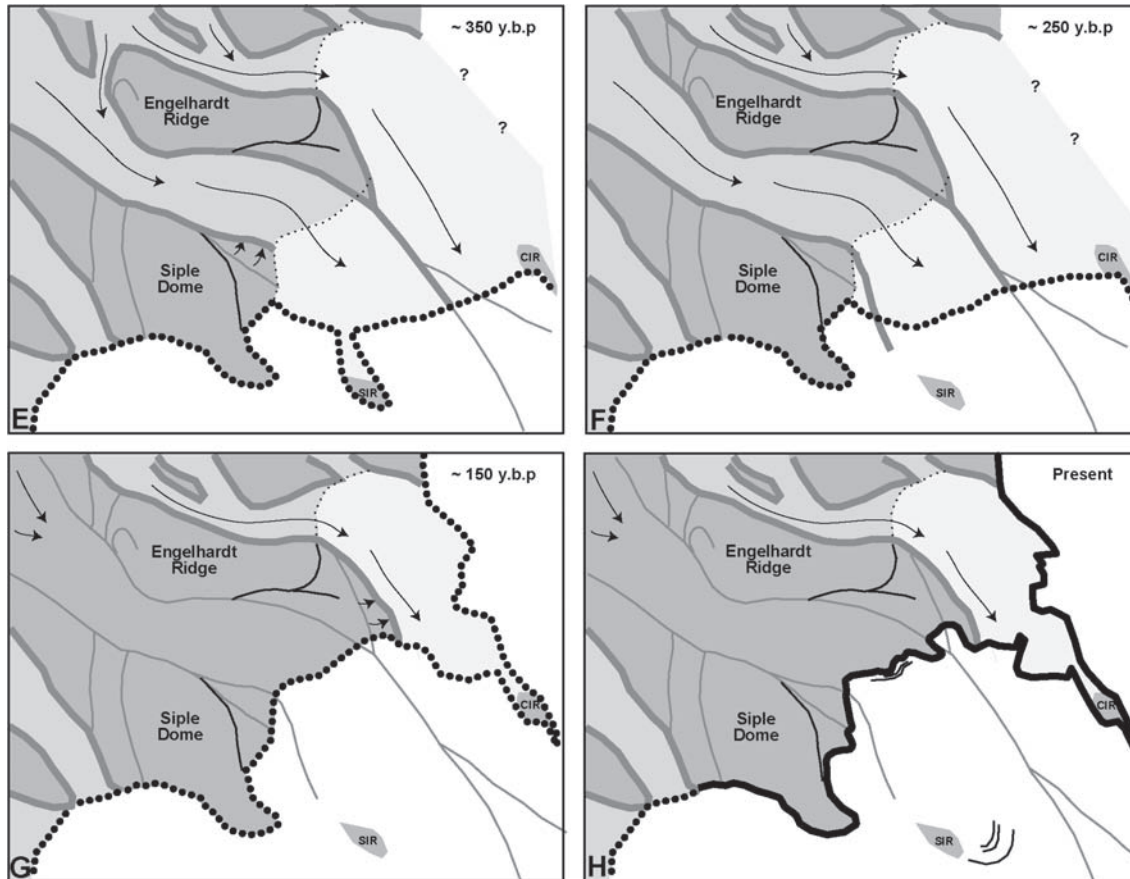 ~ 350 y.b.p
?
Engelhardt
Ridge
?
Siple
Dome
CIR
SIR
E
~ 250 y.b.p
?
Engelhardt
Ridge
?
Siple
Dome
CIR
SIR
F
~ 150 y.b.p
Engelhardt
Ridge
Siple
Dome
CIR
SIR
G
Present
Engelhardt
Ridge
Siple
Dome
CIR
SIR
H